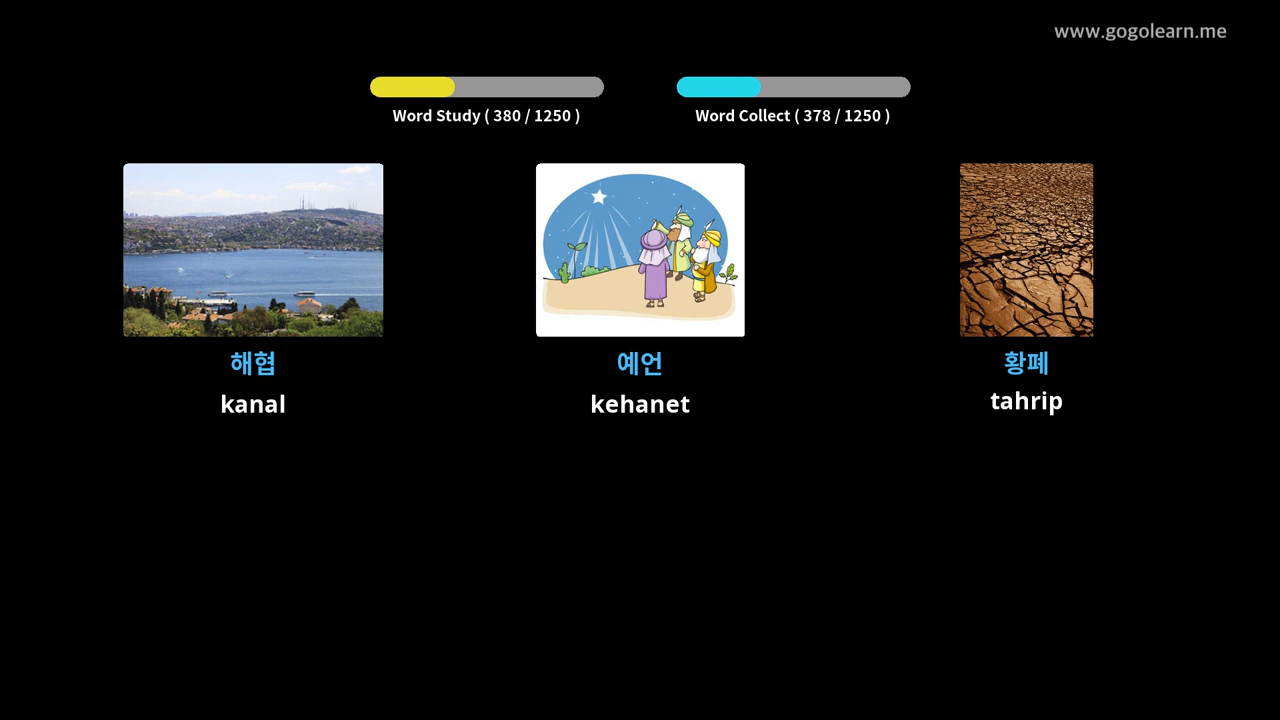 www.gogolearn.me
Word Study ( 380 / 1250 )
Word Collect ( 378 / 1250 )
해협
예언
황폐
kanal
kehanet
tahrip